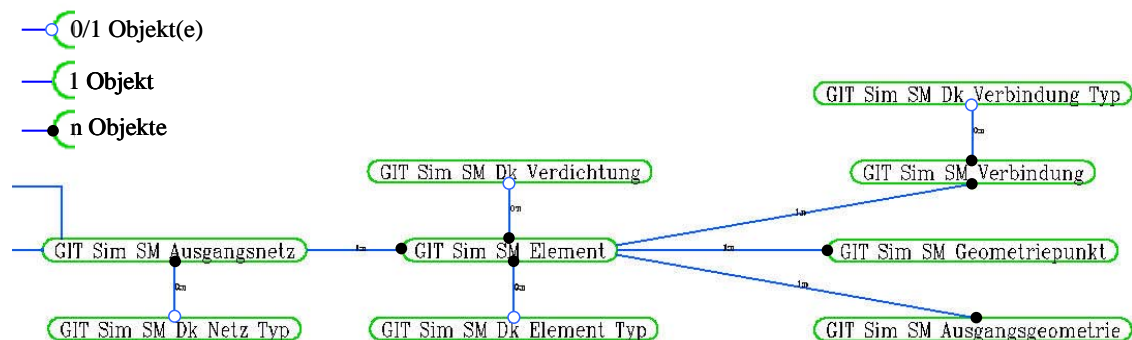 0/1 Objekt(e)
1 Objekt
n Objekte
GIT Sim SM Dk Verbindung Typ
GIT Sim SM Dk Verdichtung
GIT Sim SM Verbindung
GIT Sim SM Ausgangsnetz
GIT Sim SM Element
GIT Sim SM Geometriepunkt
GIT Sim SM Dk Netz Typ
GIT Sim SM Dk Element Typ
GIT Sim SM Ausgangsgeometrie